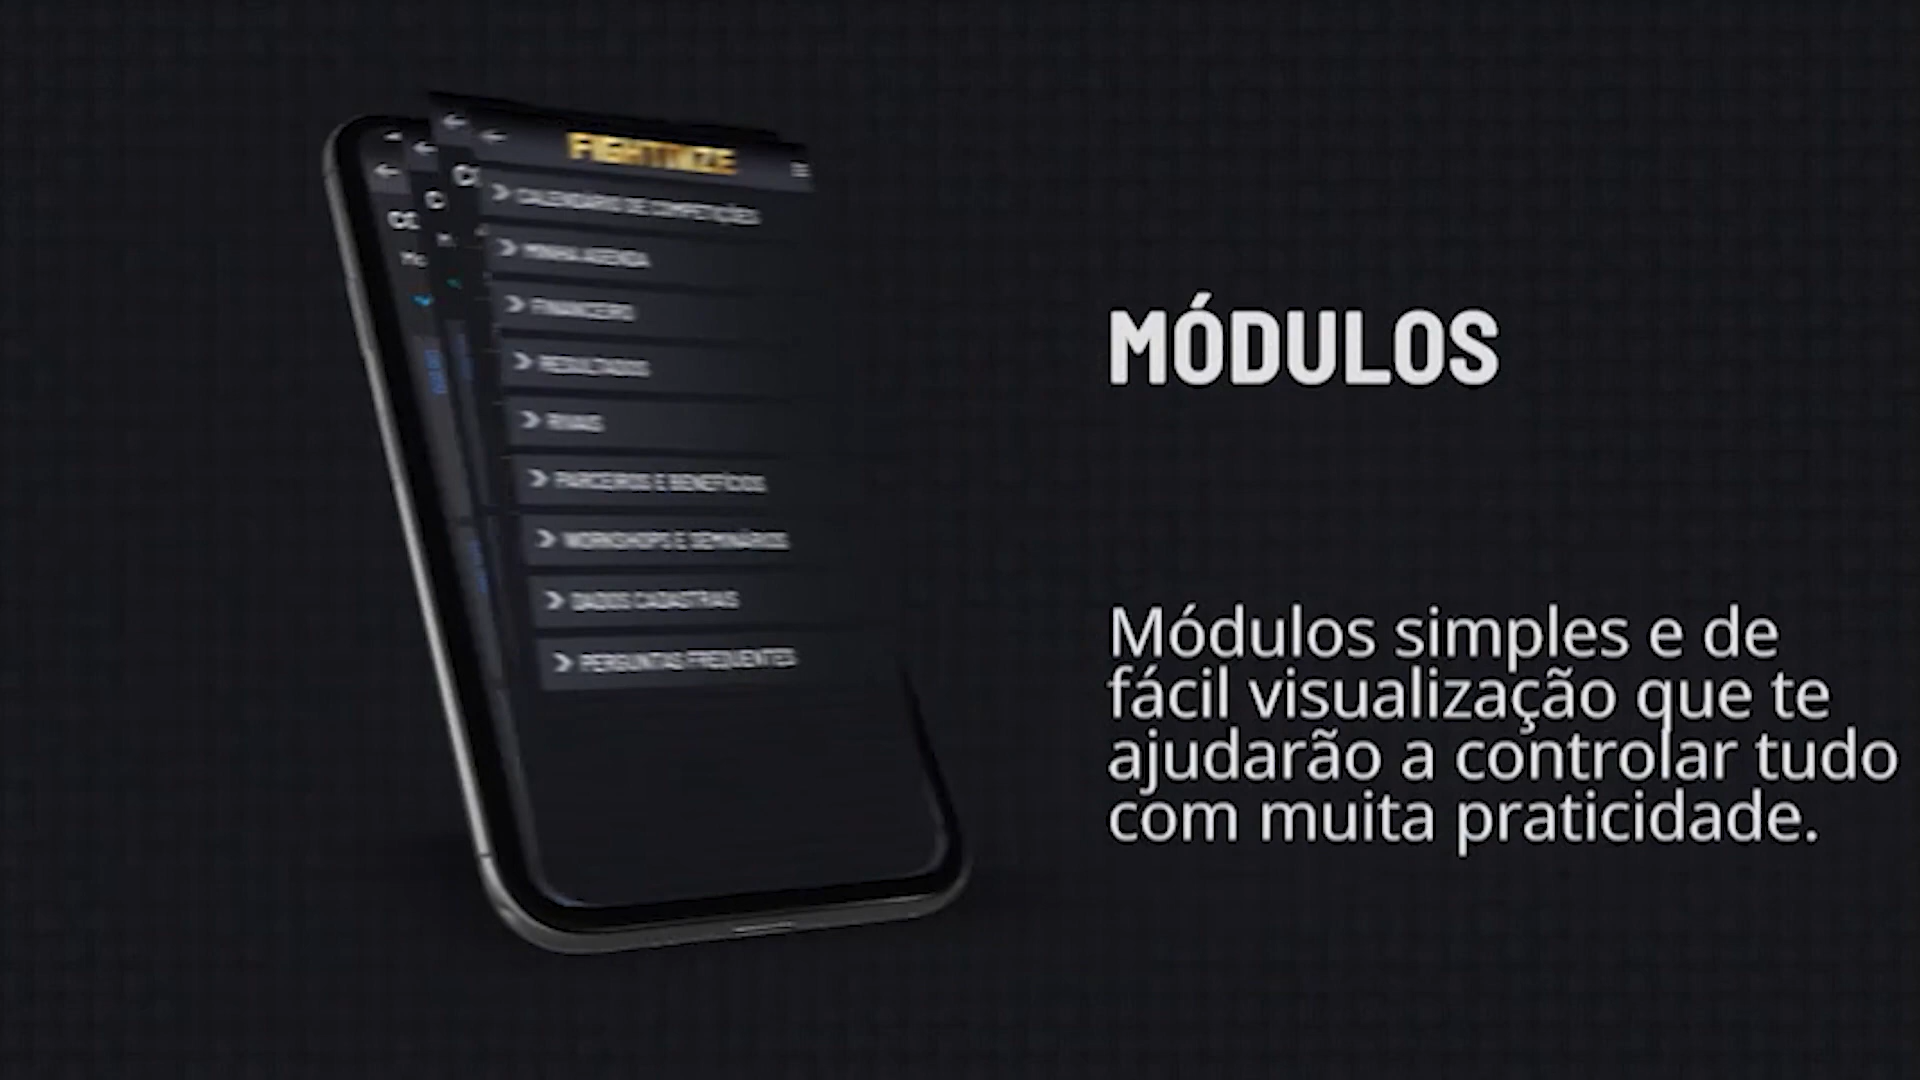 CALENDÁRIO DE COMPETIÇÕES
MINHA AGENDA
FINANCEIRO
RESULTADOS
RIVAIS
PARCEIROS E BENEFÍCIOS
WORKSHOPS E SEMINÁRIOS
DADOS CADASTRAIS
PERGUNTAS FREQUENTES
MÓDULOS
Módulos simples e de
fácil visualização que te
ajudarão a controlar tudo
com muita praticidade.